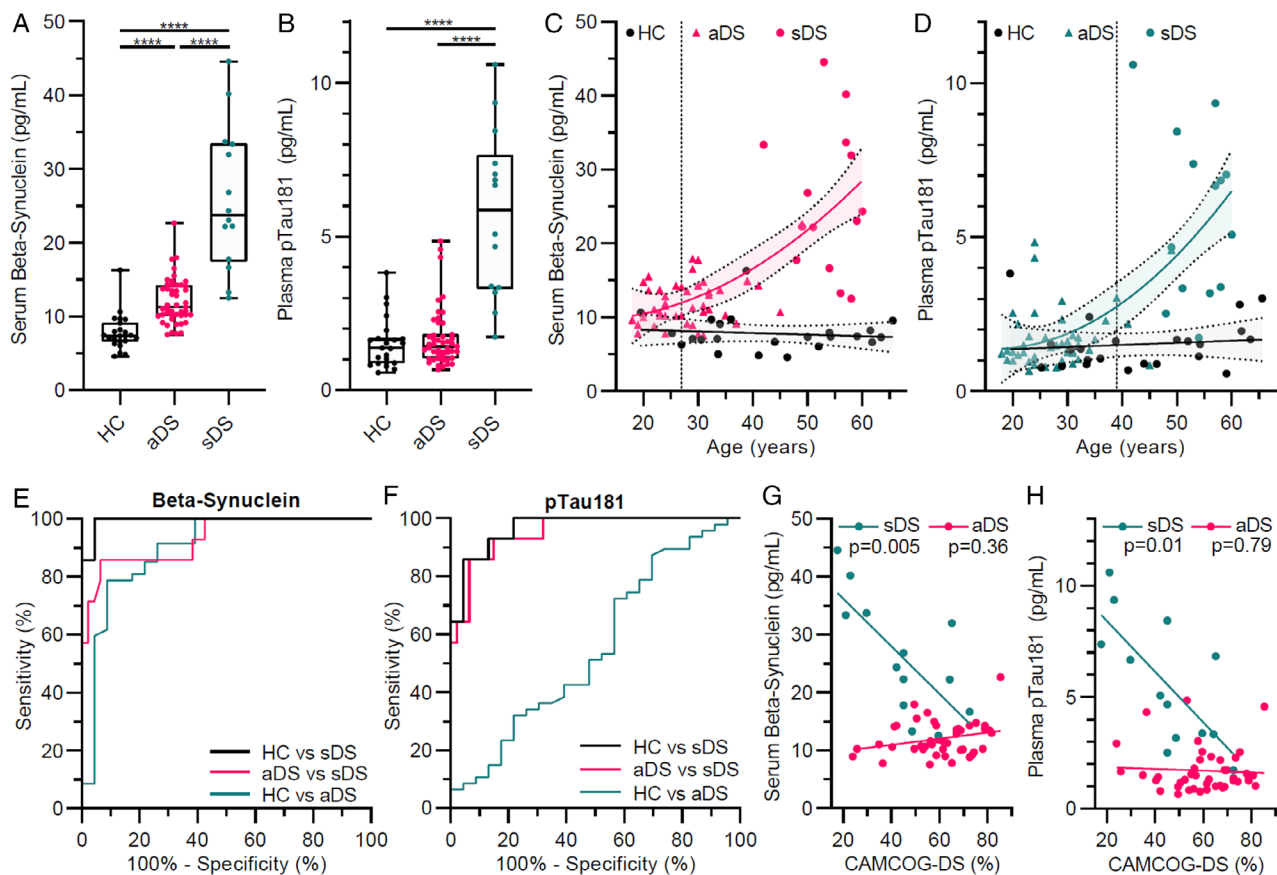 A
Serum Beta-Synuclein (pg/mL)
50
40
30
20
10
0
****
**** ****
HC aDS sDS
B
Plasma pTau181 (pg/mL)
10
5
0
****
****
HC aDS sDS
C
HC aDS sDS
Serum Beta-Synuclein (pg/mL)
50
40
30
20
10
0
20 30 40 50 60
Age (years)
D
HC aDS sDS
Plasma pTau181 (pg/mL)
10
5
0
20 30 40 50 60
Age (years)
E
Beta-Synuclein
Sensitivity (%)
100
80
60
40
20
0
HC vs sDS
aDS vs sDS
HC vs aDS
0 20 40 60 80 100
100% - Specificity (%)
F
pTau181
Sensitivity (%)
100
80
60
40
20
0
HC vs sDS
aDS vs sDS
HC vs aDS
0 20 40 60 80 100
100% - Specificity (%)
G
sDS aDS
p=0.005 p=0.36
Serum Beta-Synuclein (pg/mL)
50
40
30
20
10
0
20 40 60 80
CAMCOG-DS (%)
H
sDS aDS
p=0.01 p=0.79
Plasma pTau181 (pg/mL)
10
5
0
20 40 60 80
CAMCOG-DS (%)